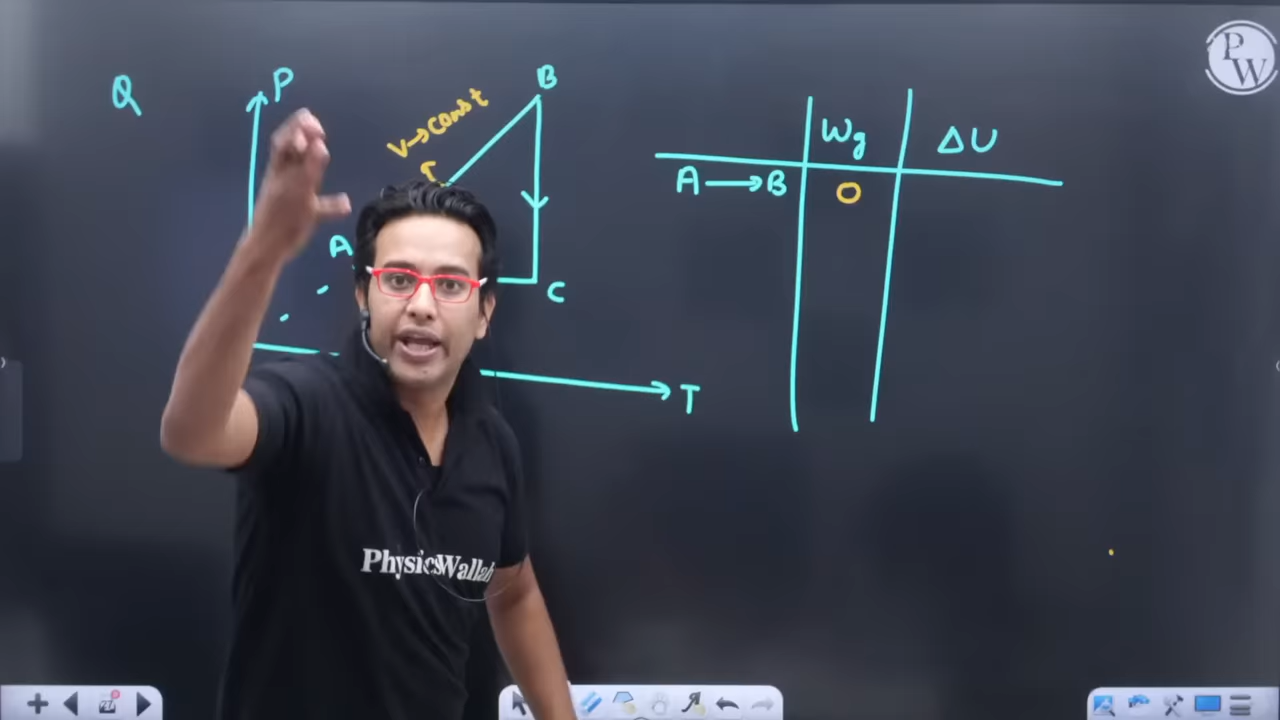 Q
P
B
V→const
A
C
T
Wg
ΔU
A → B
0
PW
PhysicsWallah